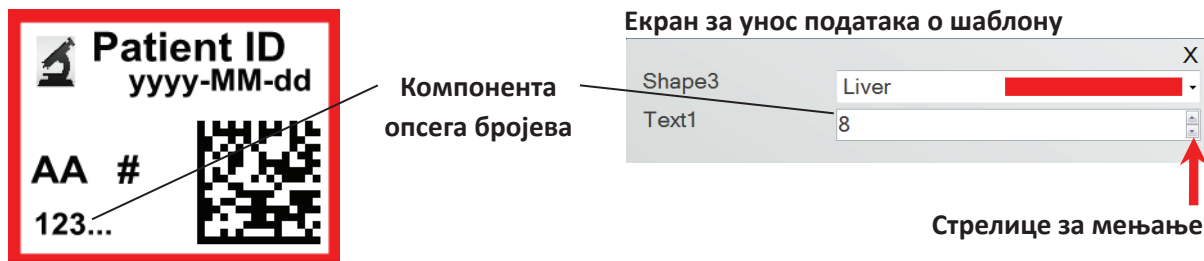 Patient ID
yyyy-MM-dd
AA #
123...
Компонента
опсега бројева
Екран за унос података о шаблону
X
Shape3
Liver
Text1
8
Стрелице за мењање